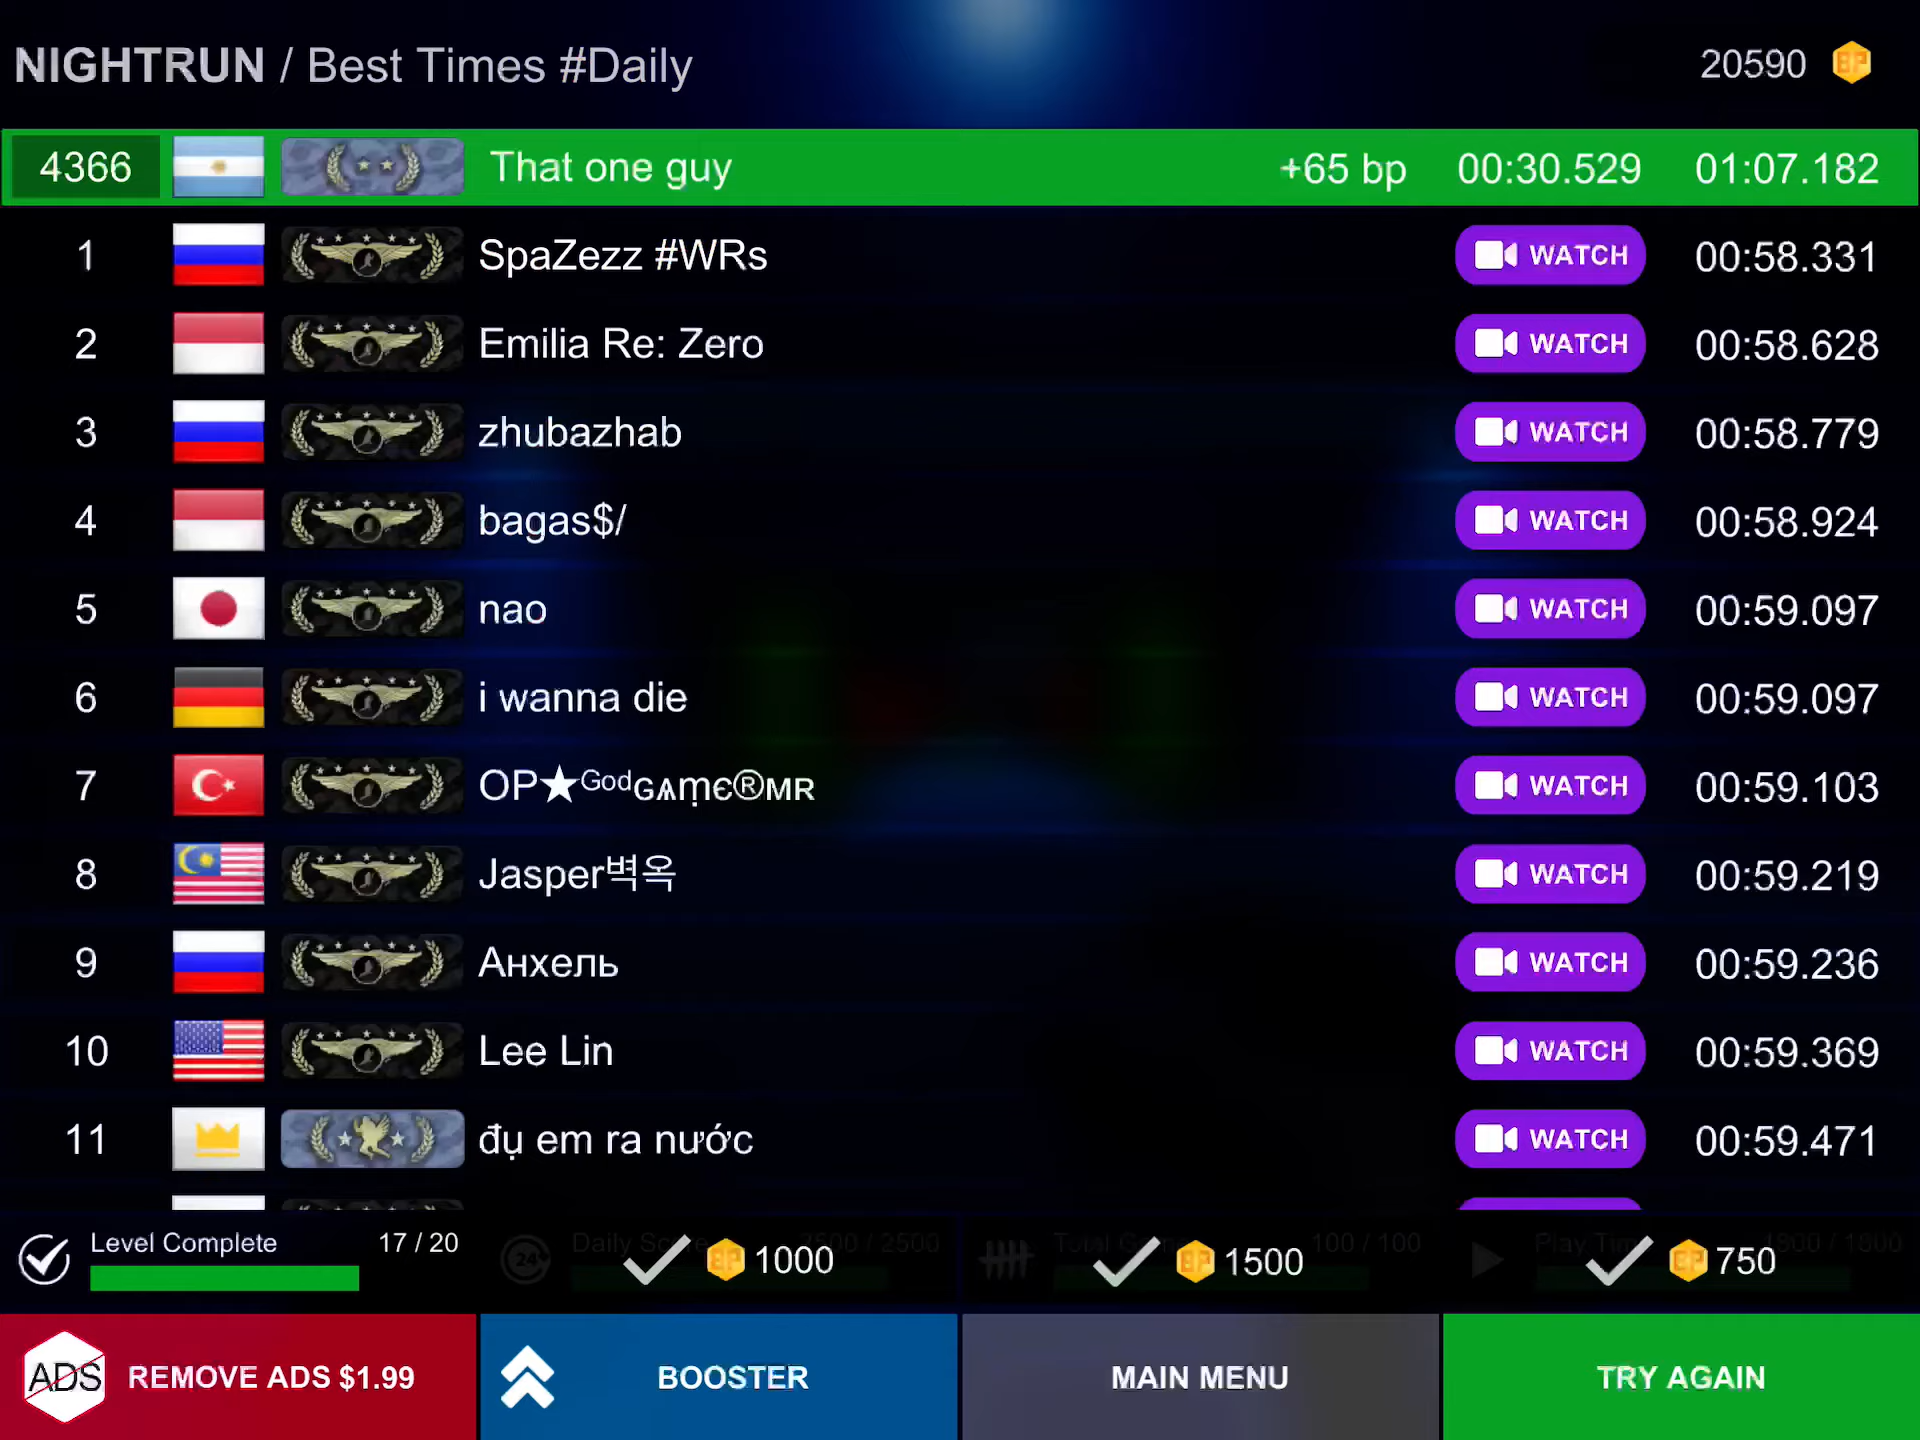 NIGHTRUN / Best Times #Daily
20590
4366 That one guy +65 bp 00:30.529 01:07.182
1 SpaZezz #WRs WATCH 00:58.331
2 Emilia Re: Zero WATCH 00:58.628
3 zhubazhab WATCH 00:58.779
4 bagas$/ WATCH 00:58.924
5 nao WATCH 00:59.097
6 i wanna die WATCH 00:59.097
7 OP★ᴳᵒᵈɢᴀṃє®ᴍʀ WATCH 00:59.103
8 Jasper벽옥 WATCH 00:59.219
9 Анхель WATCH 00:59.236
10 Lee Lin WATCH 00:59.369
11 đụ em ra nước WATCH 00:59.471
Level Complete 17 / 20
1000
1500
100 / 100
750
ADS REMOVE ADS $1.99
BOOSTER
MAIN MENU
TRY AGAIN